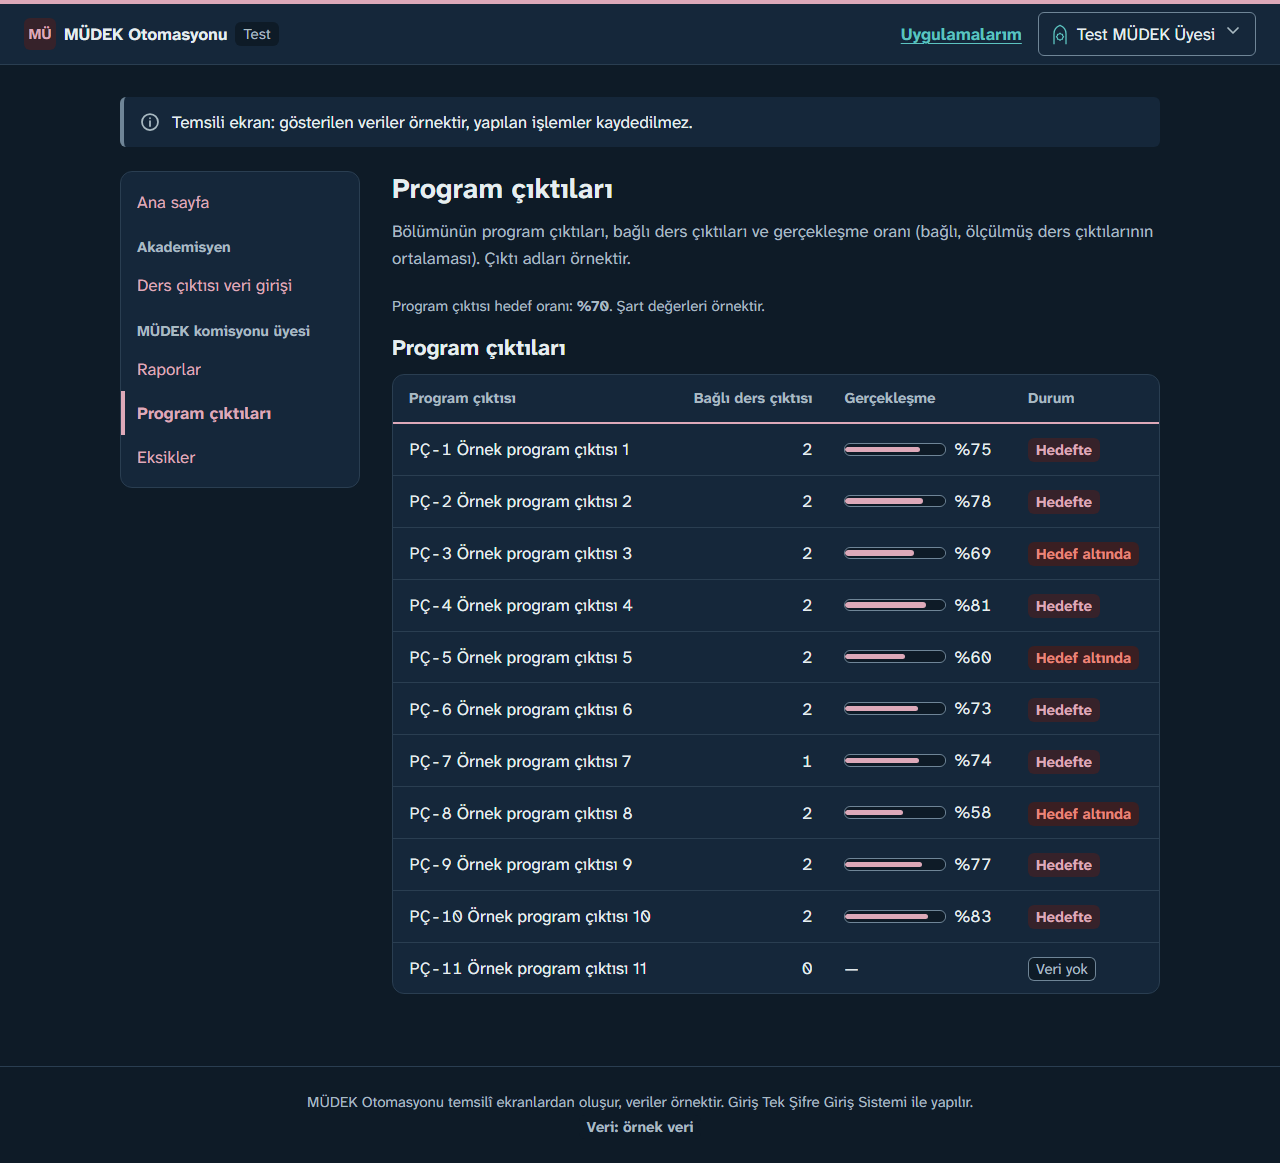 MÜ MÜDEK Otomasyonu Test
Uygulamalarım
Test MÜDEK Üyesi
Temsili ekran: gösterilen veriler örnektir, yapılan işlemler kaydedilmez.
Ana sayfa
Akademisyen
Ders çıktısı veri girişi
MÜDEK komisyonu üyesi
Raporlar
Program çıktıları
Eksikler
Program çıktıları
Bölümünün program çıktıları, bağlı ders çıktıları ve gerçekleşme oranı (bağlı, ölçülmüş ders çıktılarının
ortalaması). Çıktı adları örnektir.
Program çıktısı hedef oranı: %70. Şart değerleri örnektir.
Program çıktıları
Program çıktısı Bağlı ders çıktısı Gerçekleşme Durum
PÇ-1 Örnek program çıktısı 1 2 %75 Hedefte
PÇ-2 Örnek program çıktısı 2 2 %78 Hedefte
PÇ-3 Örnek program çıktısı 3 2 %69 Hedef altında
PÇ-4 Örnek program çıktısı 4 2 %81 Hedefte
PÇ-5 Örnek program çıktısı 5 2 %60 Hedef altında
PÇ-6 Örnek program çıktısı 6 2 %73 Hedefte
PÇ-7 Örnek program çıktısı 7 1 %74 Hedefte
PÇ-8 Örnek program çıktısı 8 2 %58 Hedef altında
PÇ-9 Örnek program çıktısı 9 2 %77 Hedefte
PÇ-10 Örnek program çıktısı 10 2 %83 Hedefte
PÇ-11 Örnek program çıktısı 11 0 — Veri yok
MÜDEK Otomasyonu temsilî ekranlardan oluşur, veriler örnektir. Giriş Tek Şifre Giriş Sistemi ile yapılır.
Veri: örnek veri